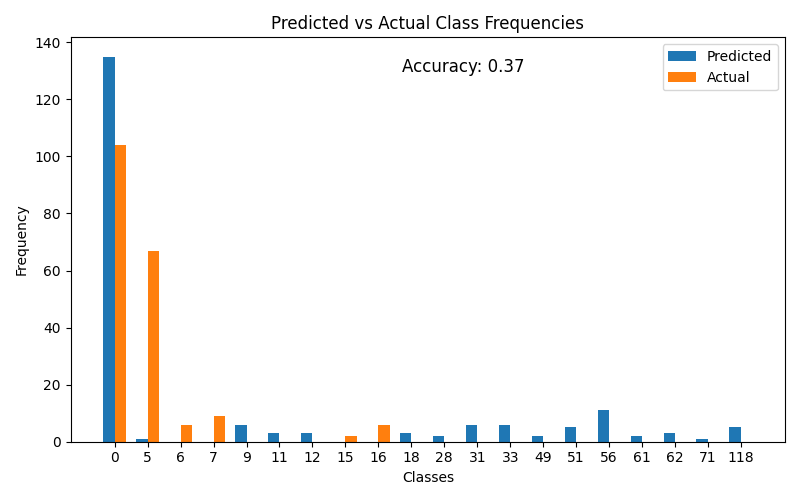 Predicted vs Actual Class Frequencies
Accuracy: 0.37
Predicted
Actual
Frequency
140
120
100
80
60
40
20
0
0 5 6 7 9 11 12 15 16 18 28 31 33 49 51 56 61 62 71 118
Classes